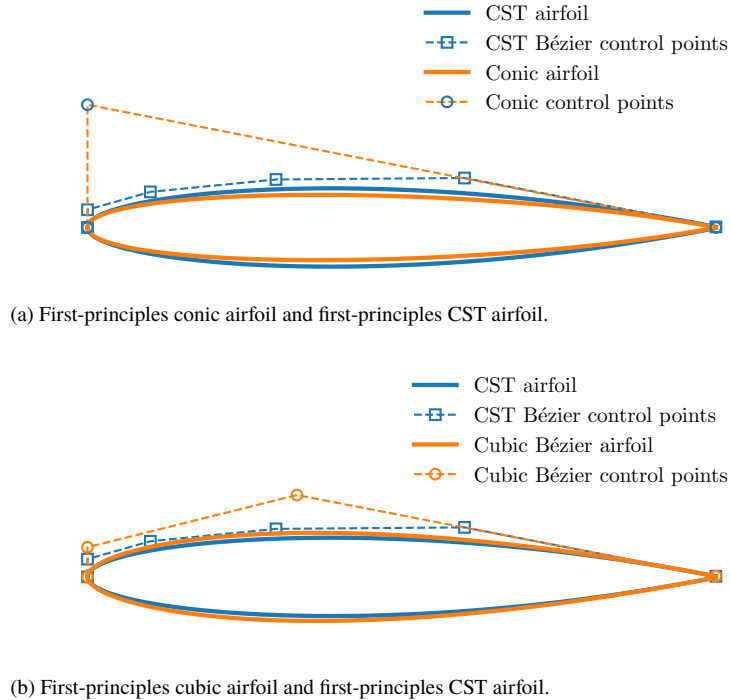 CST airfoil
CST Bézier control points
Conic airfoil
Conic control points
(a) First-principles conic airfoil and first-principles CST airfoil.
CST airfoil
CST Bézier control points
Cubic Bézier airfoil
Cubic Bézier control points
(b) First-principles cubic airfoil and first-principles CST airfoil.